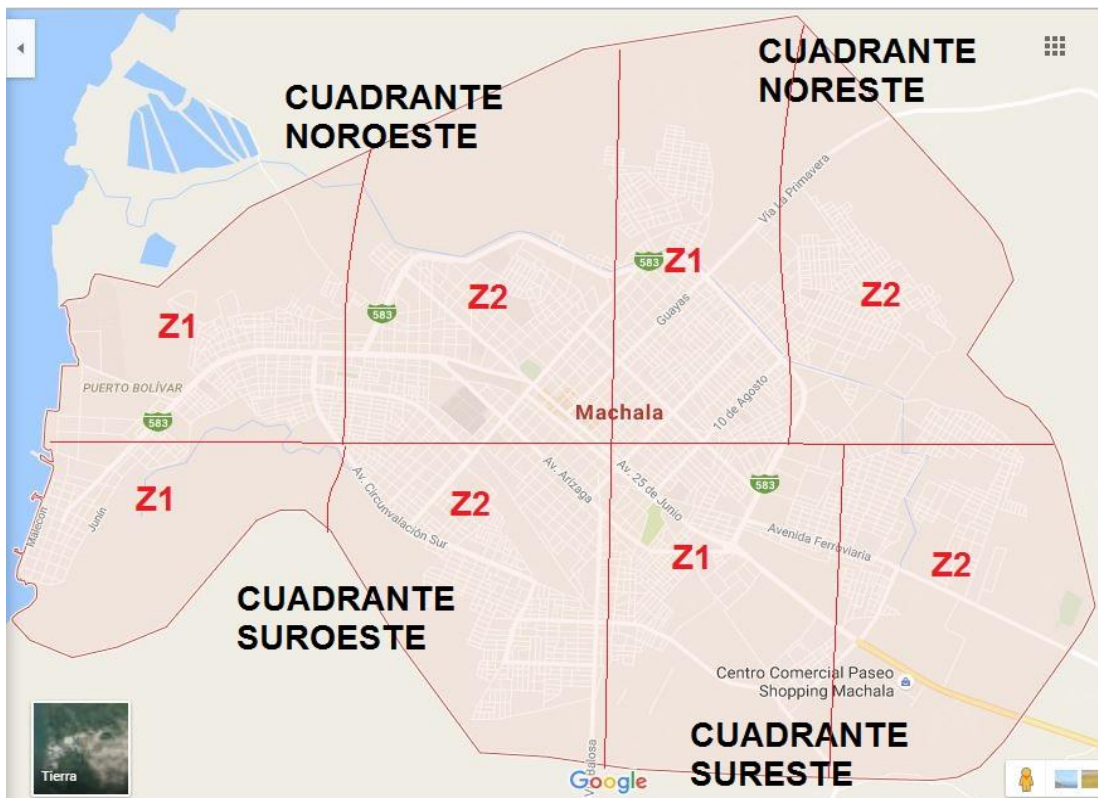 CUADRANTE
NOROESTE
CUADRANTE
NORESTE
Vía La Primavera
583
Z1
Z2
583
Z2
Guayas
Z1
PUERTO BOLÍVAR
583
Machala
10 de Agosto
Z1
Malecon
Junín
Av. Circunvalación Sur
Z2
Av. Arízaga
Av. 25 de Junio
583
Avenida Ferroviaria
Z1
Z2
CUADRANTE
SUROESTE
Centro Comercial Paseo
Shopping Machala
CUADRANTE
SURESTE
Tierra
Google